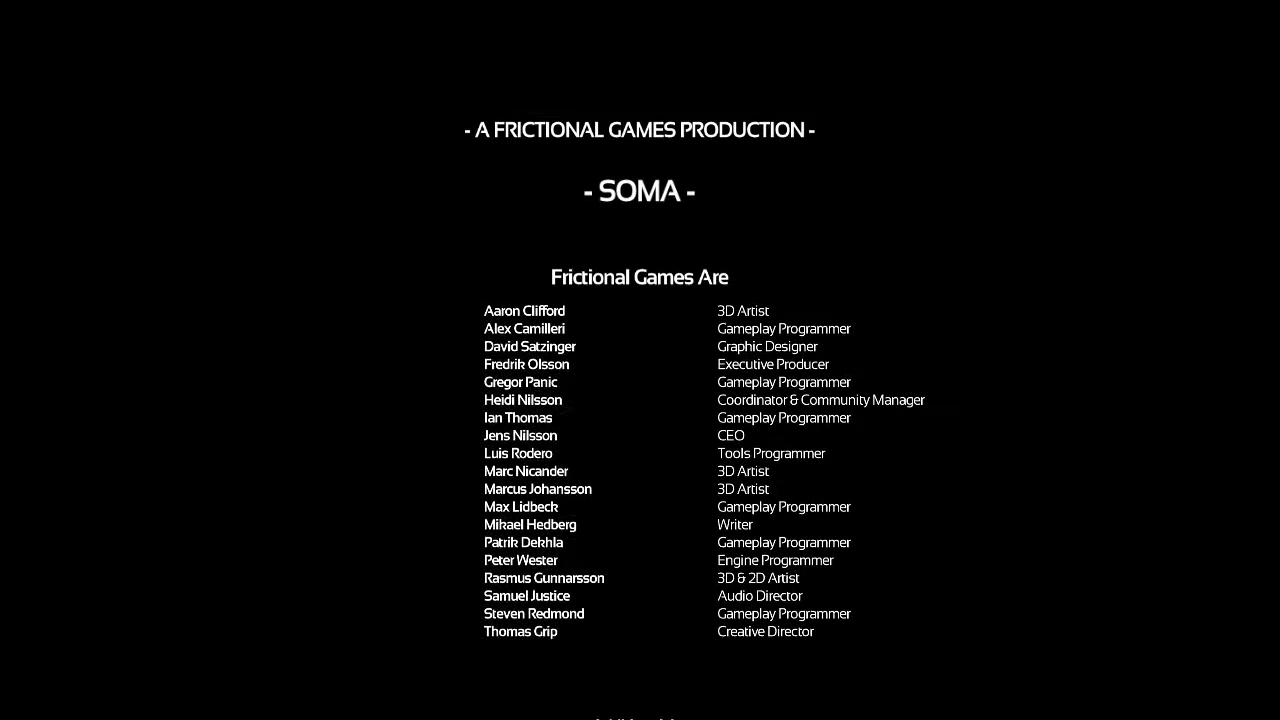 - A FRICTIONAL GAMES PRODUCTION -
- SOMA -
Frictional Games Are
Aaron Clifford 3D Artist
Alex Camilleri Gameplay Programmer
David Satzinger Graphic Designer
Fredrik Olsson Executive Producer
Gregor Panic Gameplay Programmer
Heidi Nilsson Coordinator & Community Manager
Ian Thomas Gameplay Programmer
Jens Nilsson CEO
Luis Rodero Tools Programmer
Marc Nicander 3D Artist
Marcus Johansson 3D Artist
Max Lidbeck Gameplay Programmer
Mikael Hedberg Writer
Patrik Dekhla Gameplay Programmer
Peter Wester Engine Programmer
Rasmus Gunnarsson 3D & 2D Artist
Samuel Justice Audio Director
Steven Redmond Gameplay Programmer
Thomas Grip Creative Director